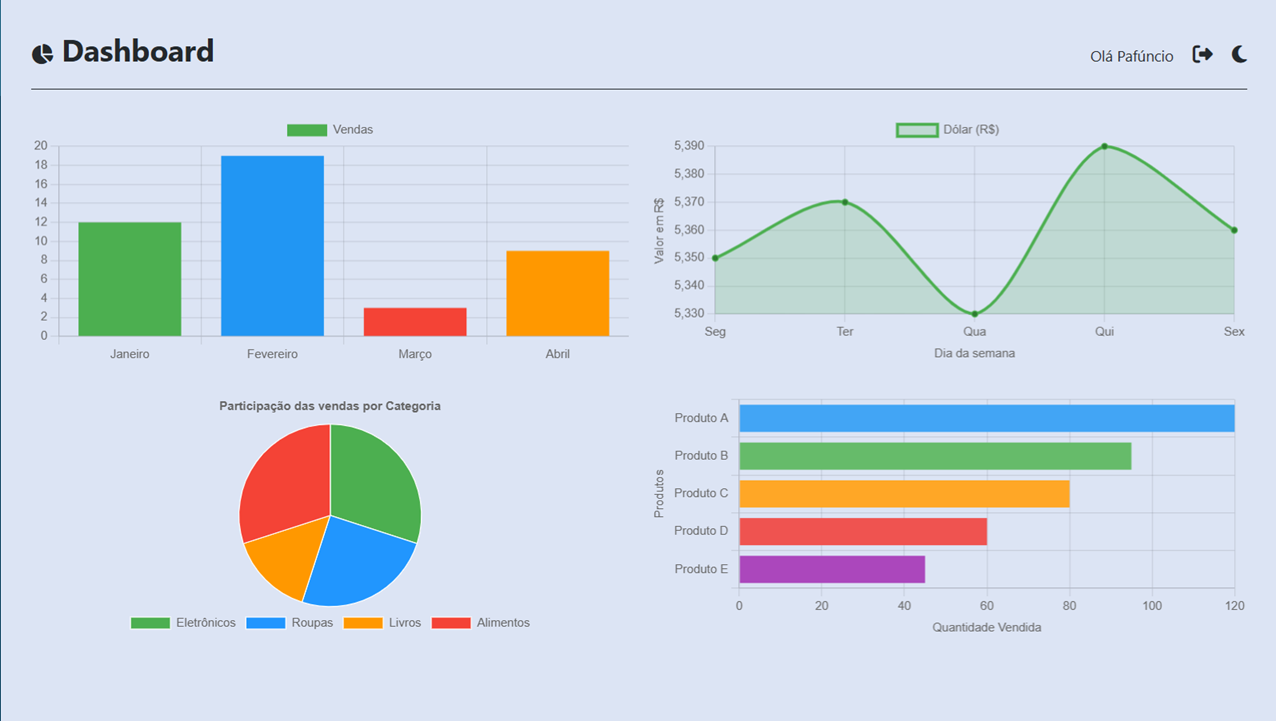 Dashboard
Olá Pafúncio
Vendas
20
18
16
14
12
10
8
6
4
2
0
Janeiro Fevereiro Março Abril
Dólar (R$)
Valor em R$
5,390
5,380
5,370
5,360
5,350
5,340
5,330
Seg Ter Qua Qui Sex
Dia da semana
Participação das vendas por Categoria
Eletrônicos Roupas Livros Alimentos
Produtos
Produto A
Produto B
Produto C
Produto D
Produto E
0 20 40 60 80 100 120
Quantidade Vendida